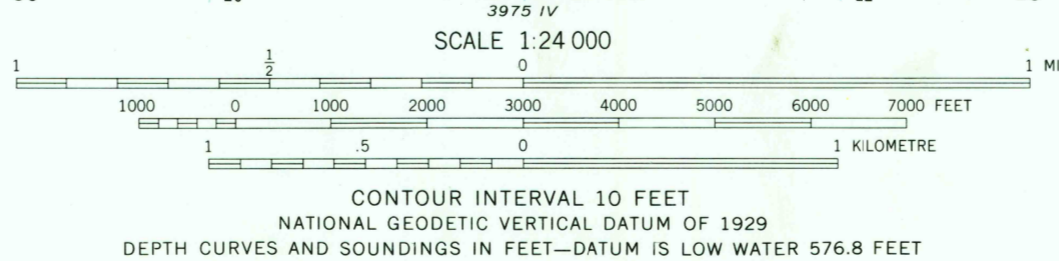 3975 IV
SCALE 1:24 000
1 1/2 0 1
1000 0 1000 2000 3000 4000 5000 6000 7000 FEET
1 .5 0 1 KILOMETRE
CONTOUR INTERVAL 10 FEET
NATIONAL GEODETIC VERTICAL DATUM OF 1929
DEPTH CURVES AND SOUNDINGS IN FEET—DATUM IS LOW WATER 576.8 FEET